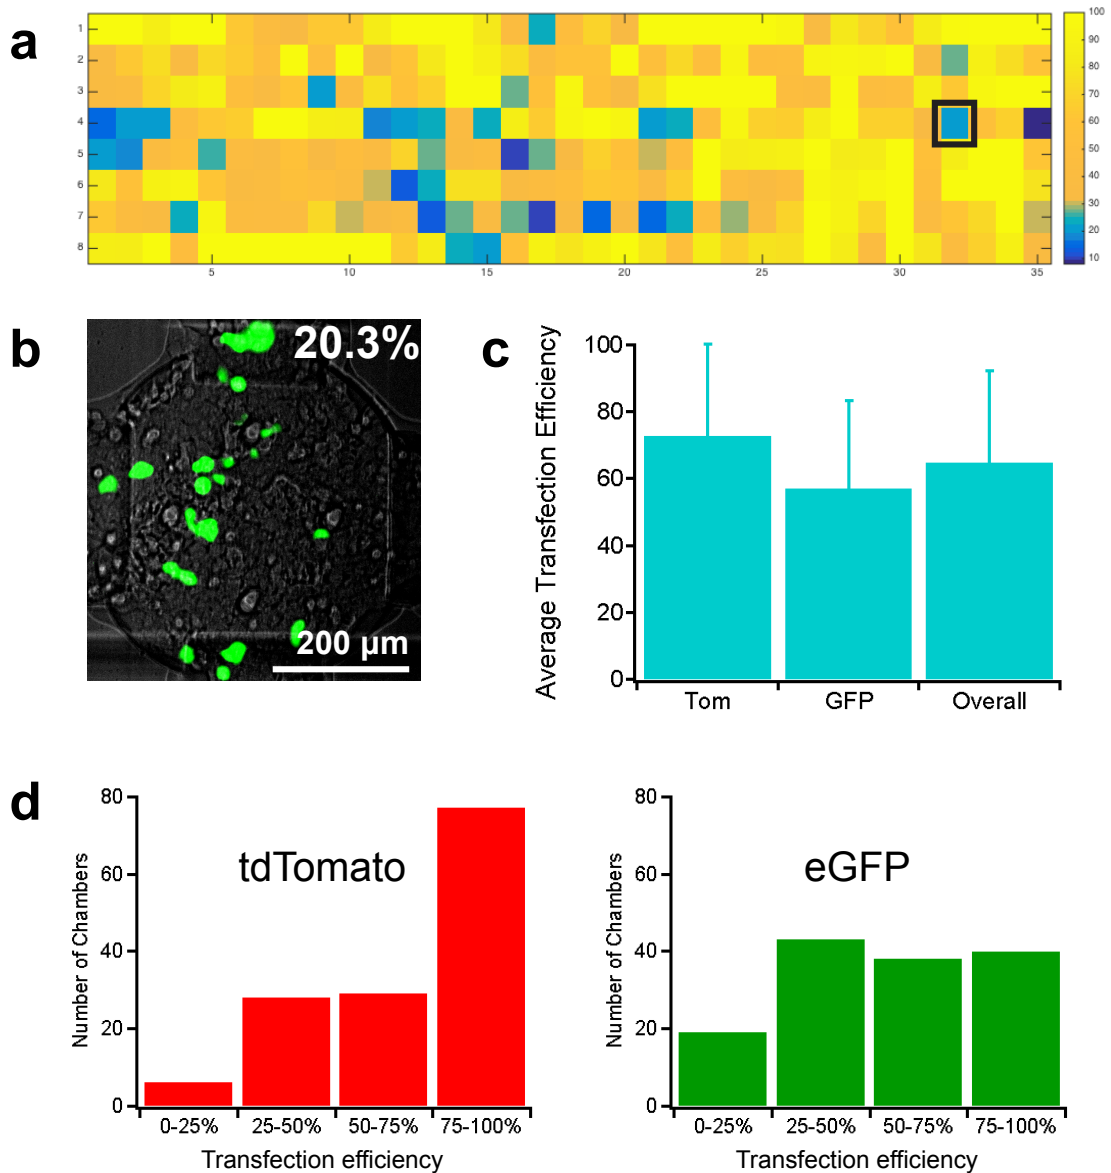 a
1
2
3
4
5
6
7
8
5
10
15
20
25
30
35
100
90
80
70
60
50
40
30
20
10
b
20.3%
200 µm
c
Average Transfection Efficiency
100
80
60
40
20
0
Tom GFP Overall
d
Number of Chambers
80
60
40
20
0
tdTomato
0-25% 25-50% 50-75% 75-100%
Transfection efficiency
Number of Chambers
80
60
40
20
0
eGFP
0-25% 25-50% 50-75% 75-100%
Transfection efficiency